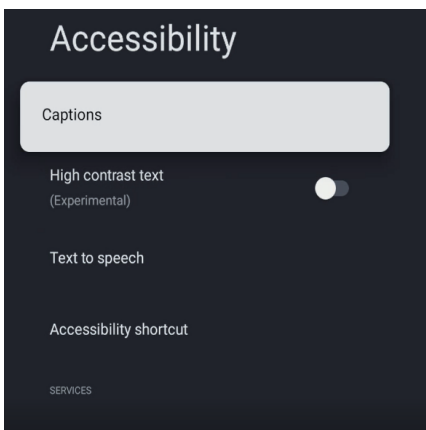 Accessibility
Captions
High contrast text
(Experimental)
Text to speech
Accessibility shortcut
SERVICES